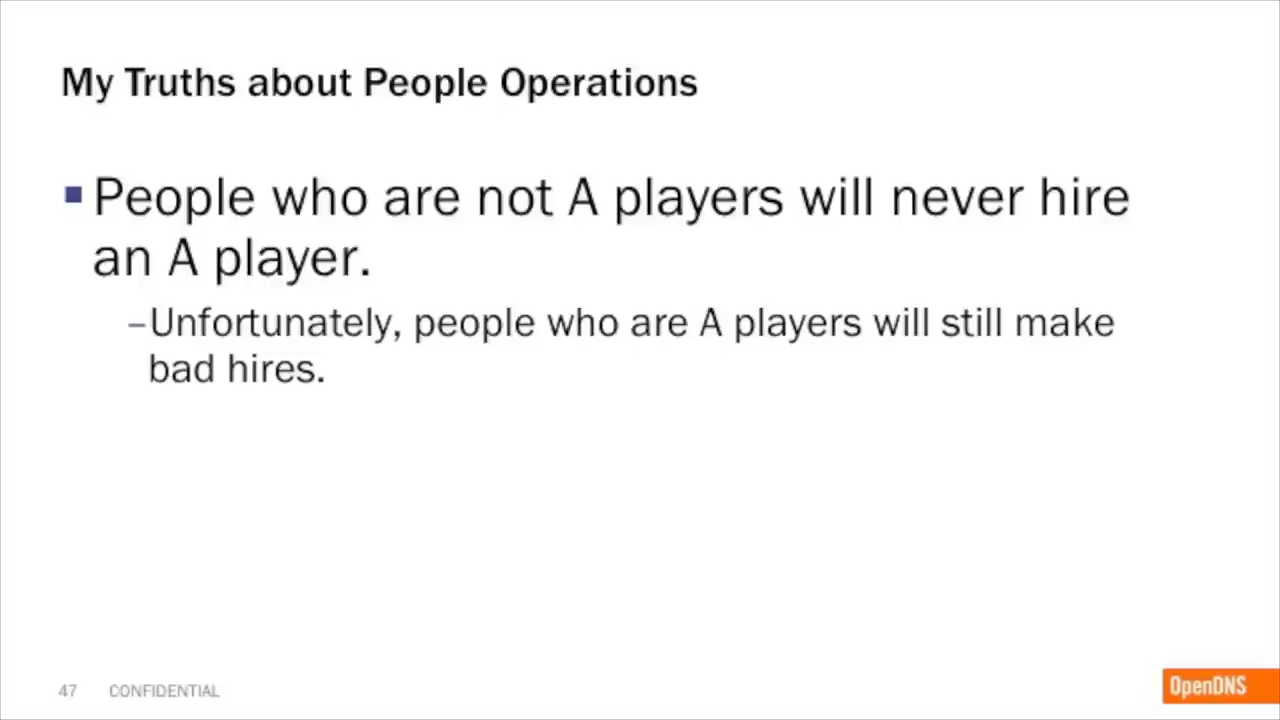 My Truths about People Operations
People who are not A players will never hire
an A player.
–Unfortunately, people who are A players will still make
bad hires.
47 CONFIDENTIAL
OpenDNS